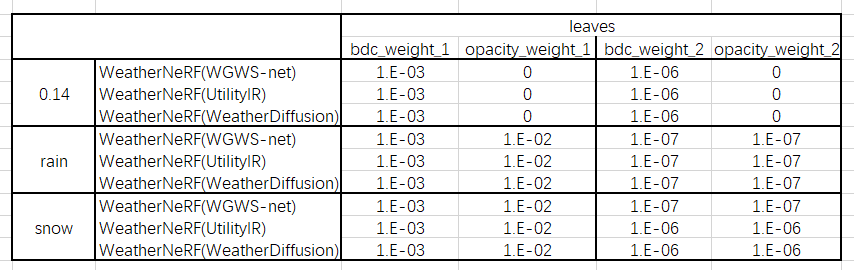 leaves
bdc_weight_1 opacity_weight_1 bdc_weight_2 opacity_weight_2
0.14 WeatherNeRF(WGWS-net) 1.E-03 0 1.E-06 0
WeatherNeRF(UtilityIR) 1.E-03 0 1.E-06 0
WeatherNeRF(WeatherDiffusion) 1.E-03 0 1.E-06 0
rain WeatherNeRF(WGWS-net) 1.E-03 1.E-02 1.E-07 1.E-07
WeatherNeRF(UtilityIR) 1.E-03 1.E-02 1.E-07 1.E-07
WeatherNeRF(WeatherDiffusion) 1.E-03 1.E-02 1.E-07 1.E-07
snow WeatherNeRF(WGWS-net) 1.E-03 1.E-02 1.E-07 1.E-07
WeatherNeRF(UtilityIR) 1.E-03 1.E-02 1.E-06 1.E-06
WeatherNeRF(WeatherDiffusion) 1.E-03 1.E-02 1.E-06 1.E-06